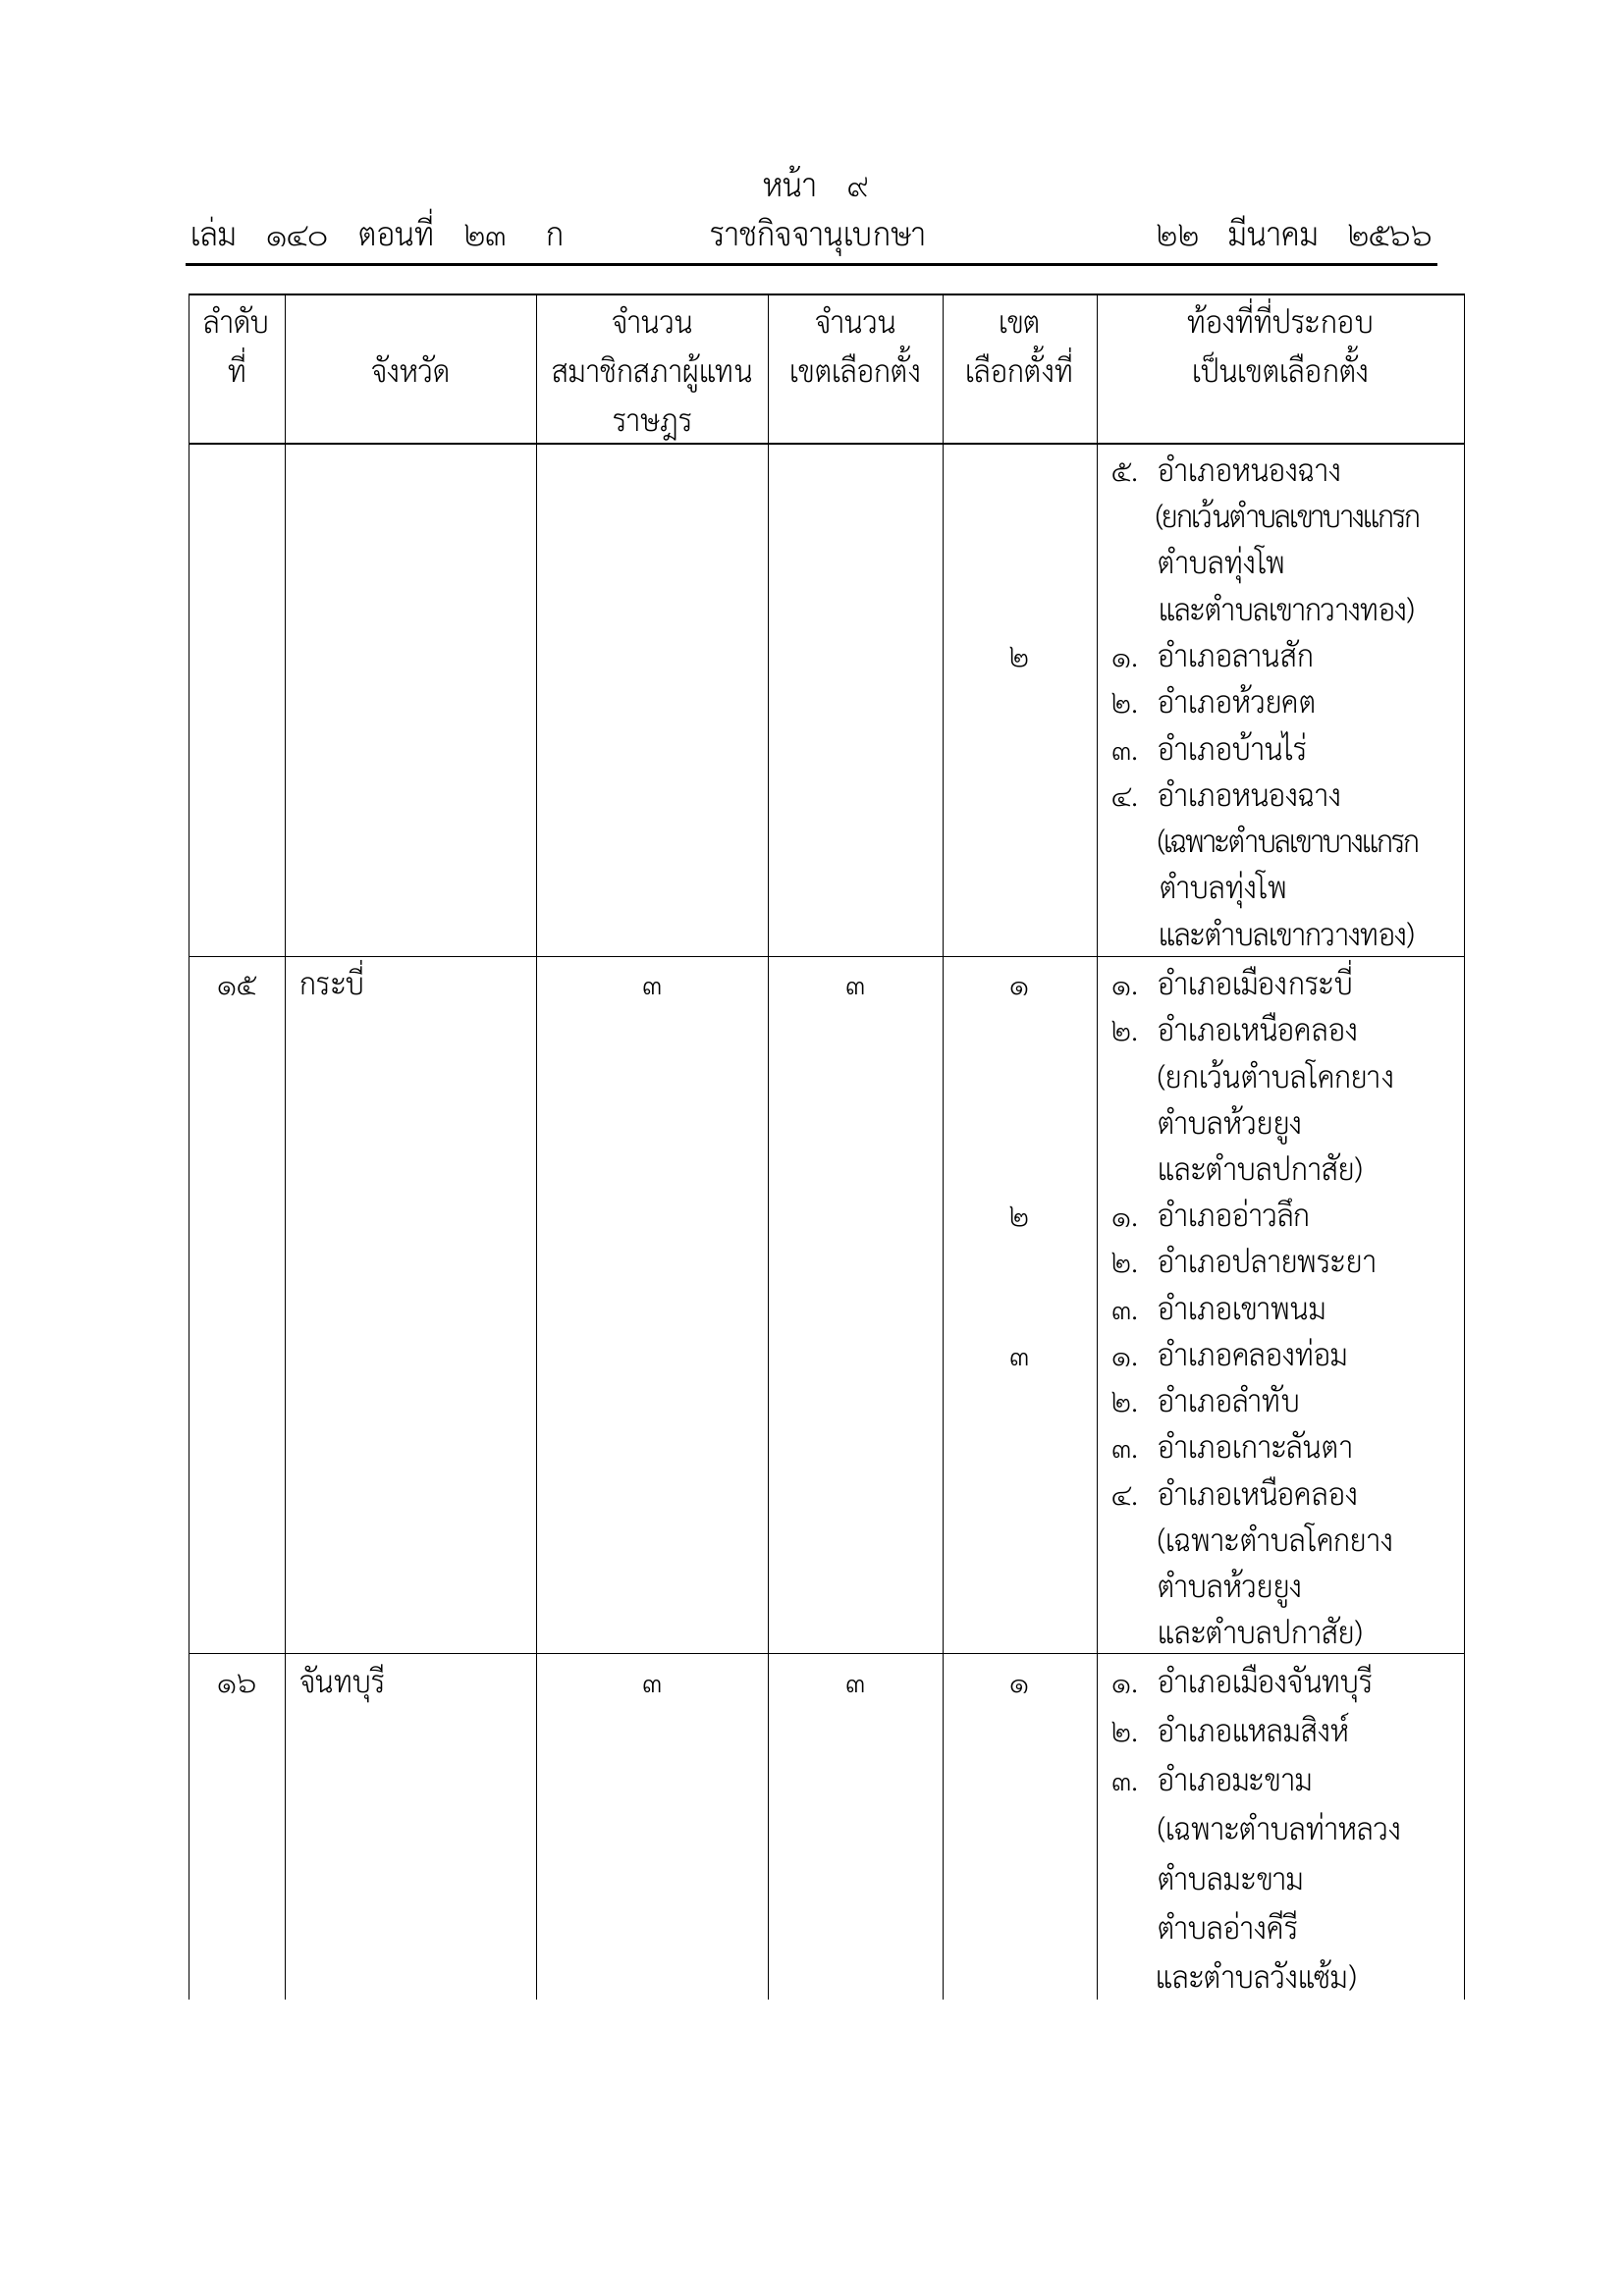 หน้า ๙
เล่ม ๑๔๐ ตอนที่ ๒๓ ก ราชกิจจานุเบกษา ๒๒ มีนาคม ๒๕๖๖
ลำดับ จำนวน จำนวน เขต ท้องที่ที่ประกอบ
ที่ จังหวัด สมาชิกสภาผู้แทน เขตเลือกตั้ง เลือกตั้งที่ เป็นเขตเลือกตั้ง
ราษฎร
๕. อำเภอหนองฉาง
(ยกเว้นตำบลเขาบางแกรก
ตำบลทุ่งโพ
และตำบลเขากวางทอง)
๒ ๑. อำเภอลานสัก
๒. อำเภอห้วยคต
๓. อำเภอบ้านไร่
๔. อำเภอหนองฉาง
(เฉพาะตำบลเขาบางแกรก
ตำบลทุ่งโพ
และตำบลเขากวางทอง)
๑๕ กระบี่ ๓ ๓ ๑ ๑. อำเภอเมืองกระบี่
๒. อำเภอเหนือคลอง
(ยกเว้นตำบลโคกยาง
ตำบลห้วยยูง
และตำบลปกาสัย)
๒ ๑. อำเภออ่าวลึก
๒. อำเภอปลายพระยา
๓. อำเภอเขาพนม
๓ ๑. อำเภอคลองท่อม
๒. อำเภอลำทับ
๓. อำเภอเกาะลันตา
๔. อำเภอเหนือคลอง
(เฉพาะตำบลโคกยาง
ตำบลห้วยยูง
และตำบลปกาสัย)
๑๖ จันทบุรี ๓ ๓ ๑ ๑. อำเภอเมืองจันทบุรี
๒. อำเภอแหลมสิงห์
๓. อำเภอมะขาม
(เฉพาะตำบลท่าหลวง
ตำบลมะขาม
ตำบลอ่างคีรี
และตำบลวังแซ้ม)